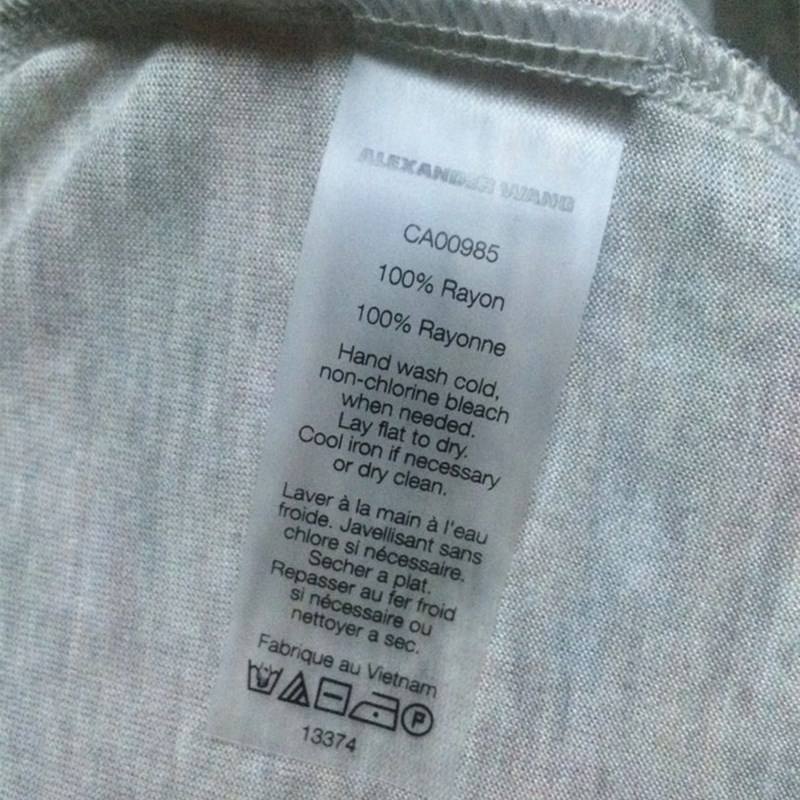 ALEXANDER WANG
CA00985
100% Rayon
100% Rayonne
Hand wash cold,
non-chlorine bleach
when needed.
Lay flat to dry.
Cool iron if necessary
or dry clean.
Laver à la main à l'eau
froide. Javellisant sans
chlore si nécessaire.
Secher a plat.
Repasser au fer froid
si nécessaire ou
nettoyer a sec.
Fabrique au Vietnam
P
13374